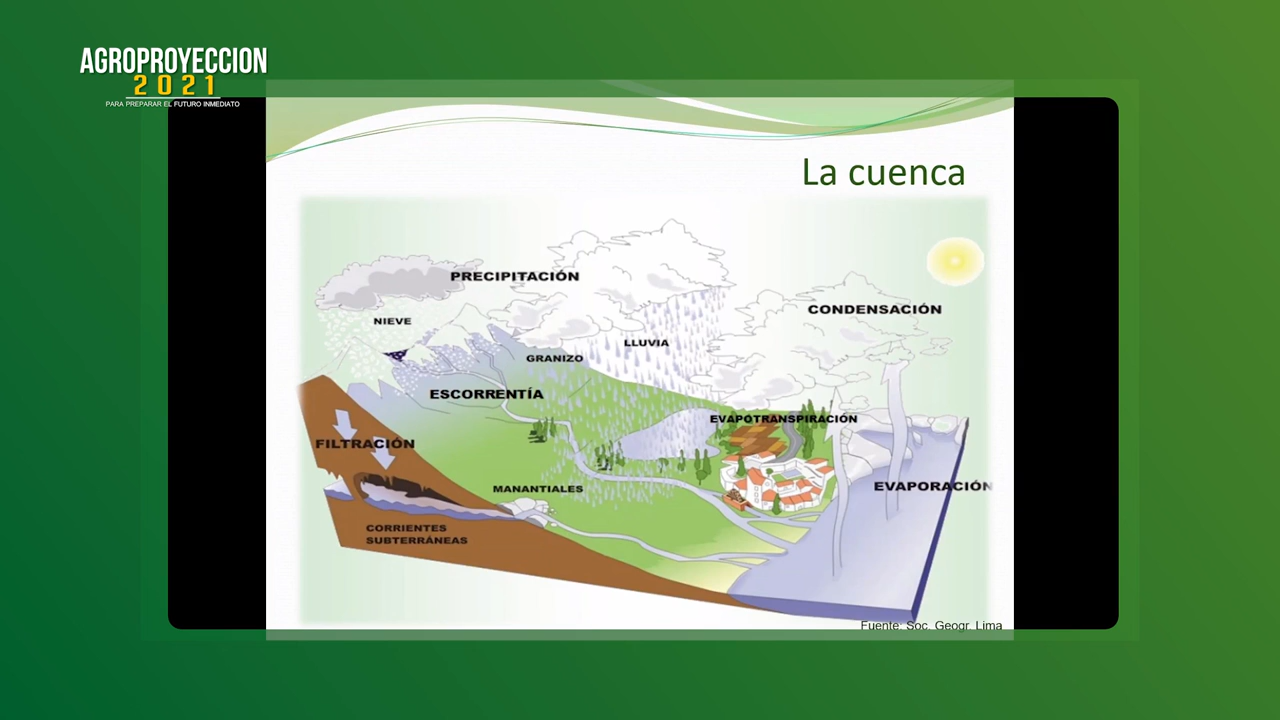 AGROPROYECCION
2021
PARA PREPARAR EL FUTURO INMEDIATO
La cuenca
PRECIPITACIÓN
CONDENSACIÓN
NIEVE
LLUVIA
GRANIZO
ESCORRENTÍA
EVAPOTRANSPIRACIÓN
FILTRACIÓN
EVAPORACIÓN
MANANTIALES
CORRIENTES
SUBTERRÁNEAS
Fuente: Soc. Geogr. Lima